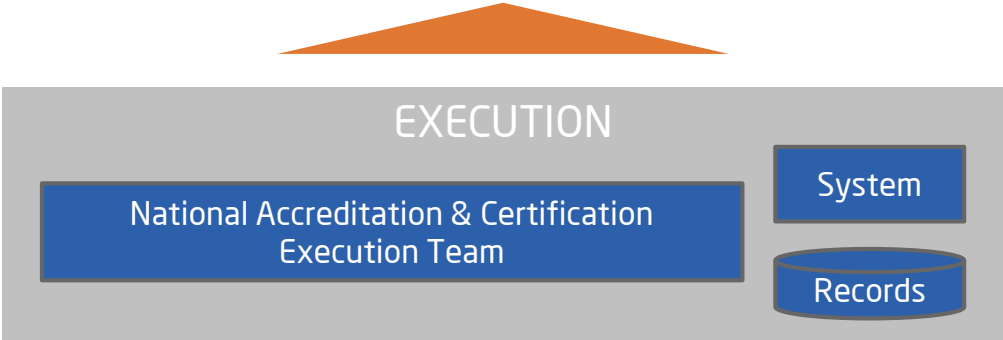 EXECUTION
National Accreditation & Certification
Execution Team
System
Records